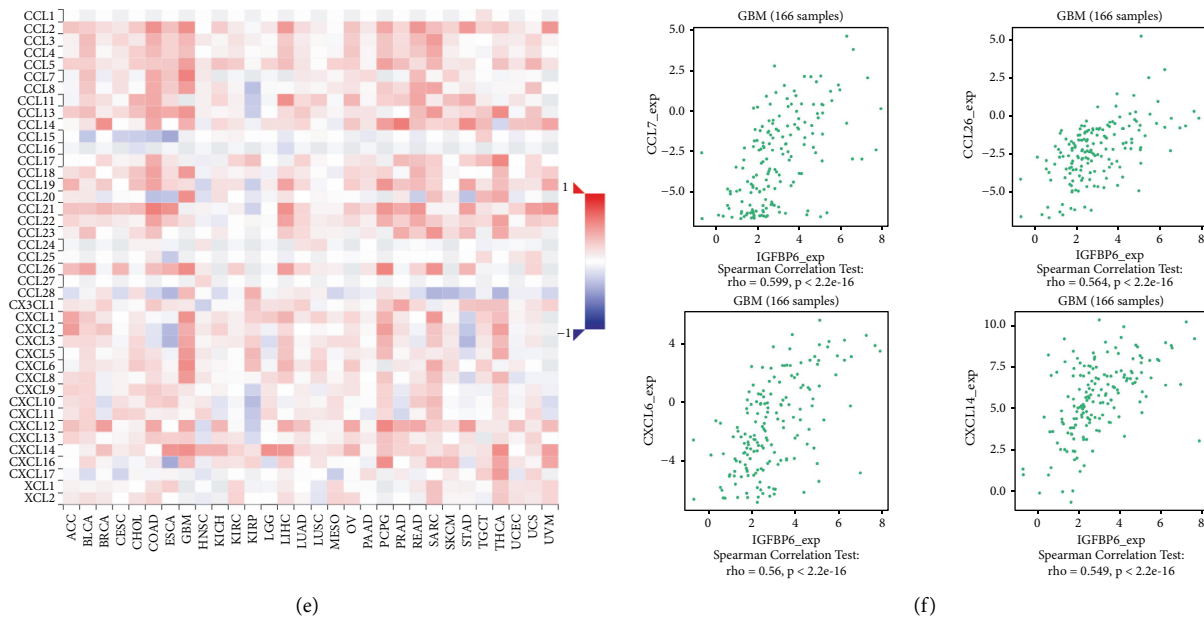 CCL1
CCL2
CCL3
CCL4
CCL5
CCL7
CCL8
CCL11
CCL13
CCL14
CCL15
CCL16
CCL17
CCL18
CCL19
CCL20
CCL21
CCL22
CCL23
CCL24
CCL25
CCL26
CCL27
CCL28
CX3CL1
CXCL1
CXCL2
CXCL3
CXCL5
CXCL6
CXCL8
CXCL9
CXCL10
CXCL11
CXCL12
CXCL13
CXCL14
CXCL16
CXCL17
XCL1
XCL2
ACC
BLCA
BRCA
CESC
CHOL
COAD
ESCA
GBM
HNSC
KICH
KIRC
KIRP
LGG
LIHC
LUAD
LUSC
MESO
OV
PAAD
PCPG
PRAD
READ
SARC
SKCM
STAD
TGCT
THCA
UCEC
UCS
UVM
1
−1
(e)
GBM (166 samples)
CCL7_exp
5.0
2.5
0.0
−2.5
−5.0
0 2 4 6 8
IGFBP6_exp
Spearman Correlation Test:
rho = 0.599, p < 2.2e-16
GBM (166 samples)
CCL26_exp
5.0
2.5
0.0
−2.5
−5.0
0 2 4 6 8
IGFBP6_exp
Spearman Correlation Test:
rho = 0.564, p < 2.2e-16
GBM (166 samples)
CXCL6_exp
4
0
−4
0 2 4 6 8
IGFBP6_exp
Spearman Correlation Test:
rho = 0.56, p < 2.2e-16
GBM (166 samples)
CXCL14_exp
10.0
7.5
5.0
2.5
0.0
0 2 4 6 8
IGFBP6_exp
Spearman Correlation Test:
rho = 0.549, p < 2.2e-16
(f)